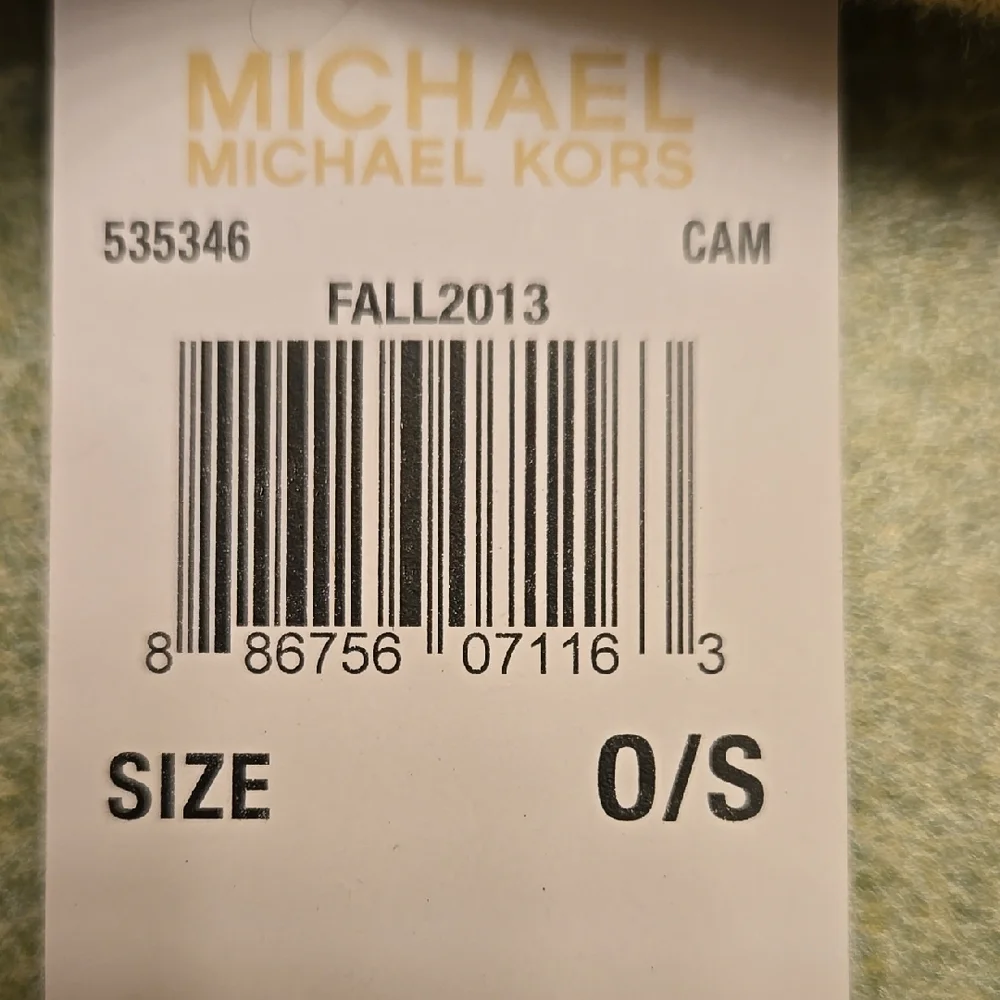 MICHAEL
MICHAEL KORS
535346 CAM
FALL2013
8 86756 07116 3
SIZE O/S